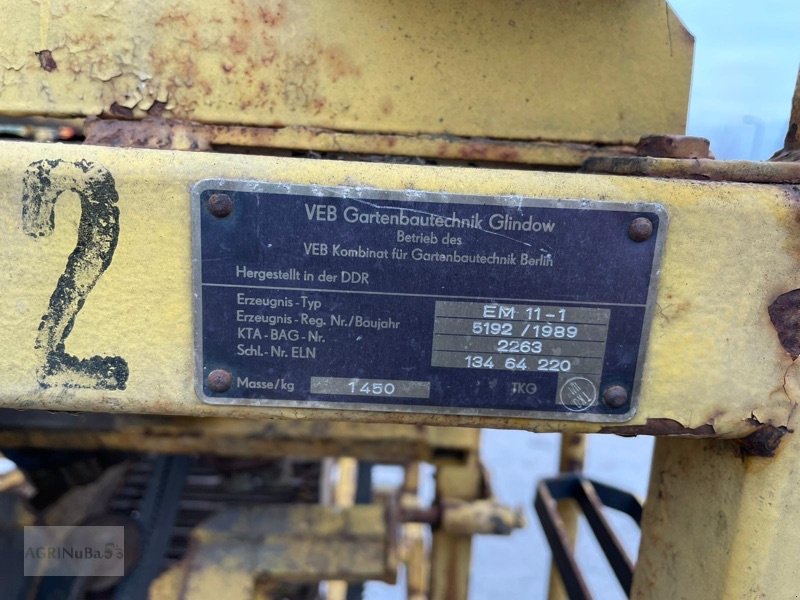 2
VEB Gartenbautechnik Glindow
Betrieb des
VEB Kombinat für Gartenbautechnik Berlin
Hergestellt in der DDR
Erzeugnis-Typ EM 11-1
Erzeugnis-Reg. Nr./Baujahr 5192/1989
KTA-BAG-Nr. 2263
Schl.-Nr. ELN 134 64 220
Masse/kg 1450 TKO